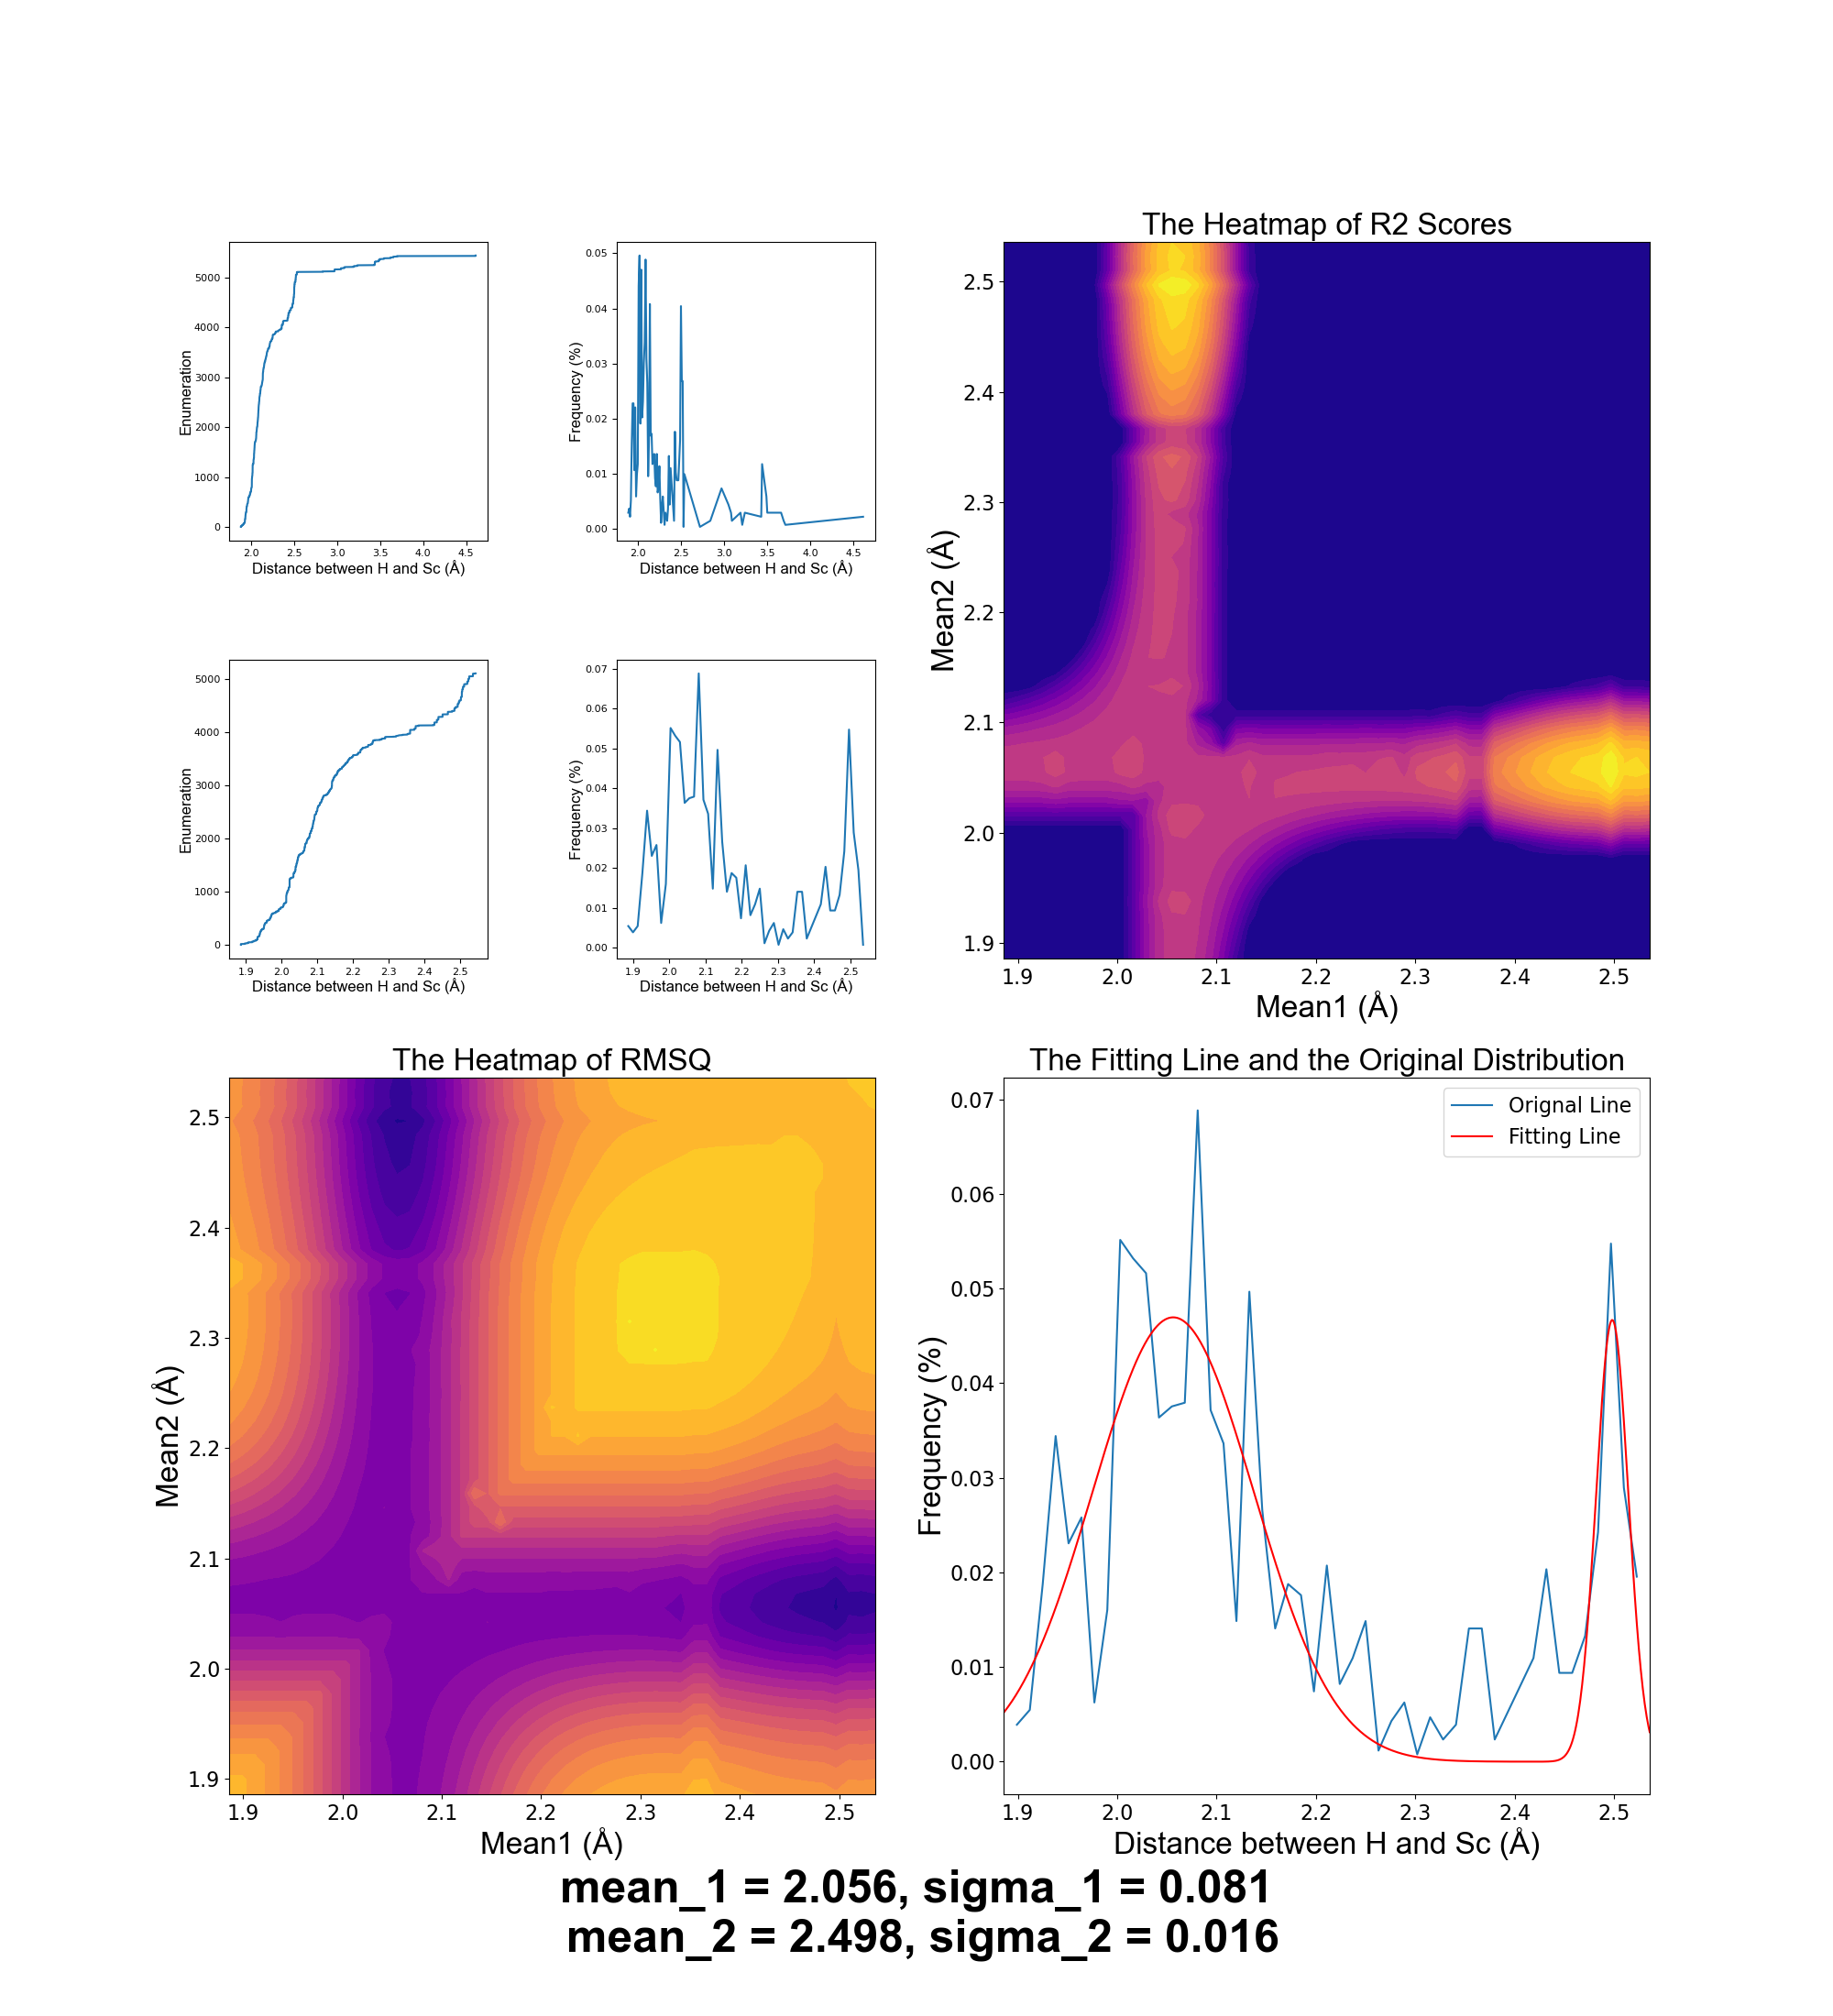 Enumeration
5000
4000
3000
2000
1000
0
2.0 2.5 3.0 3.5 4.0 4.5
Distance between H and Sc (Å)
Frequency (%)
0.05
0.04
0.03
0.02
0.01
0.00
2.0 2.5 3.0 3.5 4.0 4.5
Distance between H and Sc (Å)
The Heatmap of R2 Scores
Mean2 (Å)
2.5
2.4
2.3
2.2
2.1
2.0
1.9
1.9 2.0 2.1 2.2 2.3 2.4 2.5
Mean1 (Å)
Enumeration
5000
4000
3000
2000
1000
0
1.9 2.0 2.1 2.2 2.3 2.4 2.5
Distance between H and Sc (Å)
Frequency (%)
0.07
0.06
0.05
0.04
0.03
0.02
0.01
0.00
1.9 2.0 2.1 2.2 2.3 2.4 2.5
Distance between H and Sc (Å)
The Heatmap of RMSQ
Mean2 (Å)
2.5
2.4
2.3
2.2
2.1
2.0
1.9
1.9 2.0 2.1 2.2 2.3 2.4 2.5
Mean1 (Å)
The Fitting Line and the Original Distribution
Orignal Line
Fitting Line
Frequency (%)
0.07
0.06
0.05
0.04
0.03
0.02
0.01
0.00
1.9 2.0 2.1 2.2 2.3 2.4 2.5
Distance between H and Sc (Å)
mean_1 = 2.056, sigma_1 = 0.081
mean_2 = 2.498, sigma_2 = 0.016